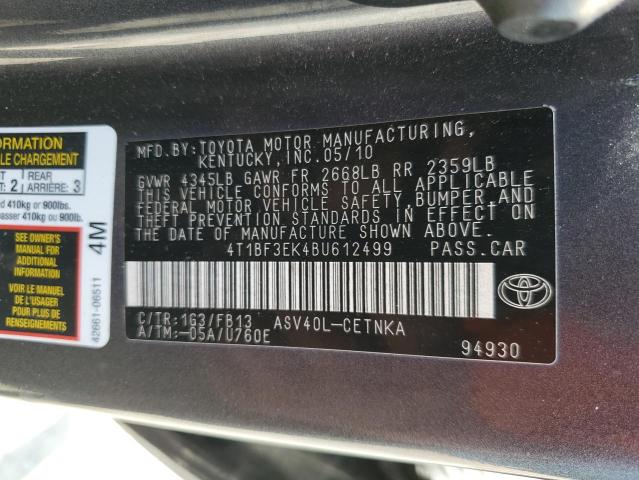 NFORMATION
LE CHARGEMENT
T: 2
REAR
ARRIÈRE: 3
d 410kg or 900lbs.
asser 410kg ou 900lb.
SEE OWNER'S
MANUAL FOR
ADDITIONAL
INFORMATION
VOIR LE MANUEL
DE L'USAGER
POUR PLUS DE
RENSEIGNEMENTS
4M
42661-06511
MFD.BY:TOYOTA MOTOR MANUFACTURING,
KENTUCKY,INC.05/10
GVWR 4345LB GAWR FR 2668LB RR 2359LB
THIS VEHICLE CONFORMS TO ALL APPLICABLE
FEDERAL MOTOR VEHICLE SAFETY,BUMPER,AND
THEFT PREVENTION STANDARDS IN EFFECT ON
THE DATE OF MANUFACTURE SHOWN ABOVE.
4T1BF3EK4BU612499 PASS.CAR
C/TR:1G3/FB13 ASV40L-CETNKA
A/TM:-05A/U760E
94930